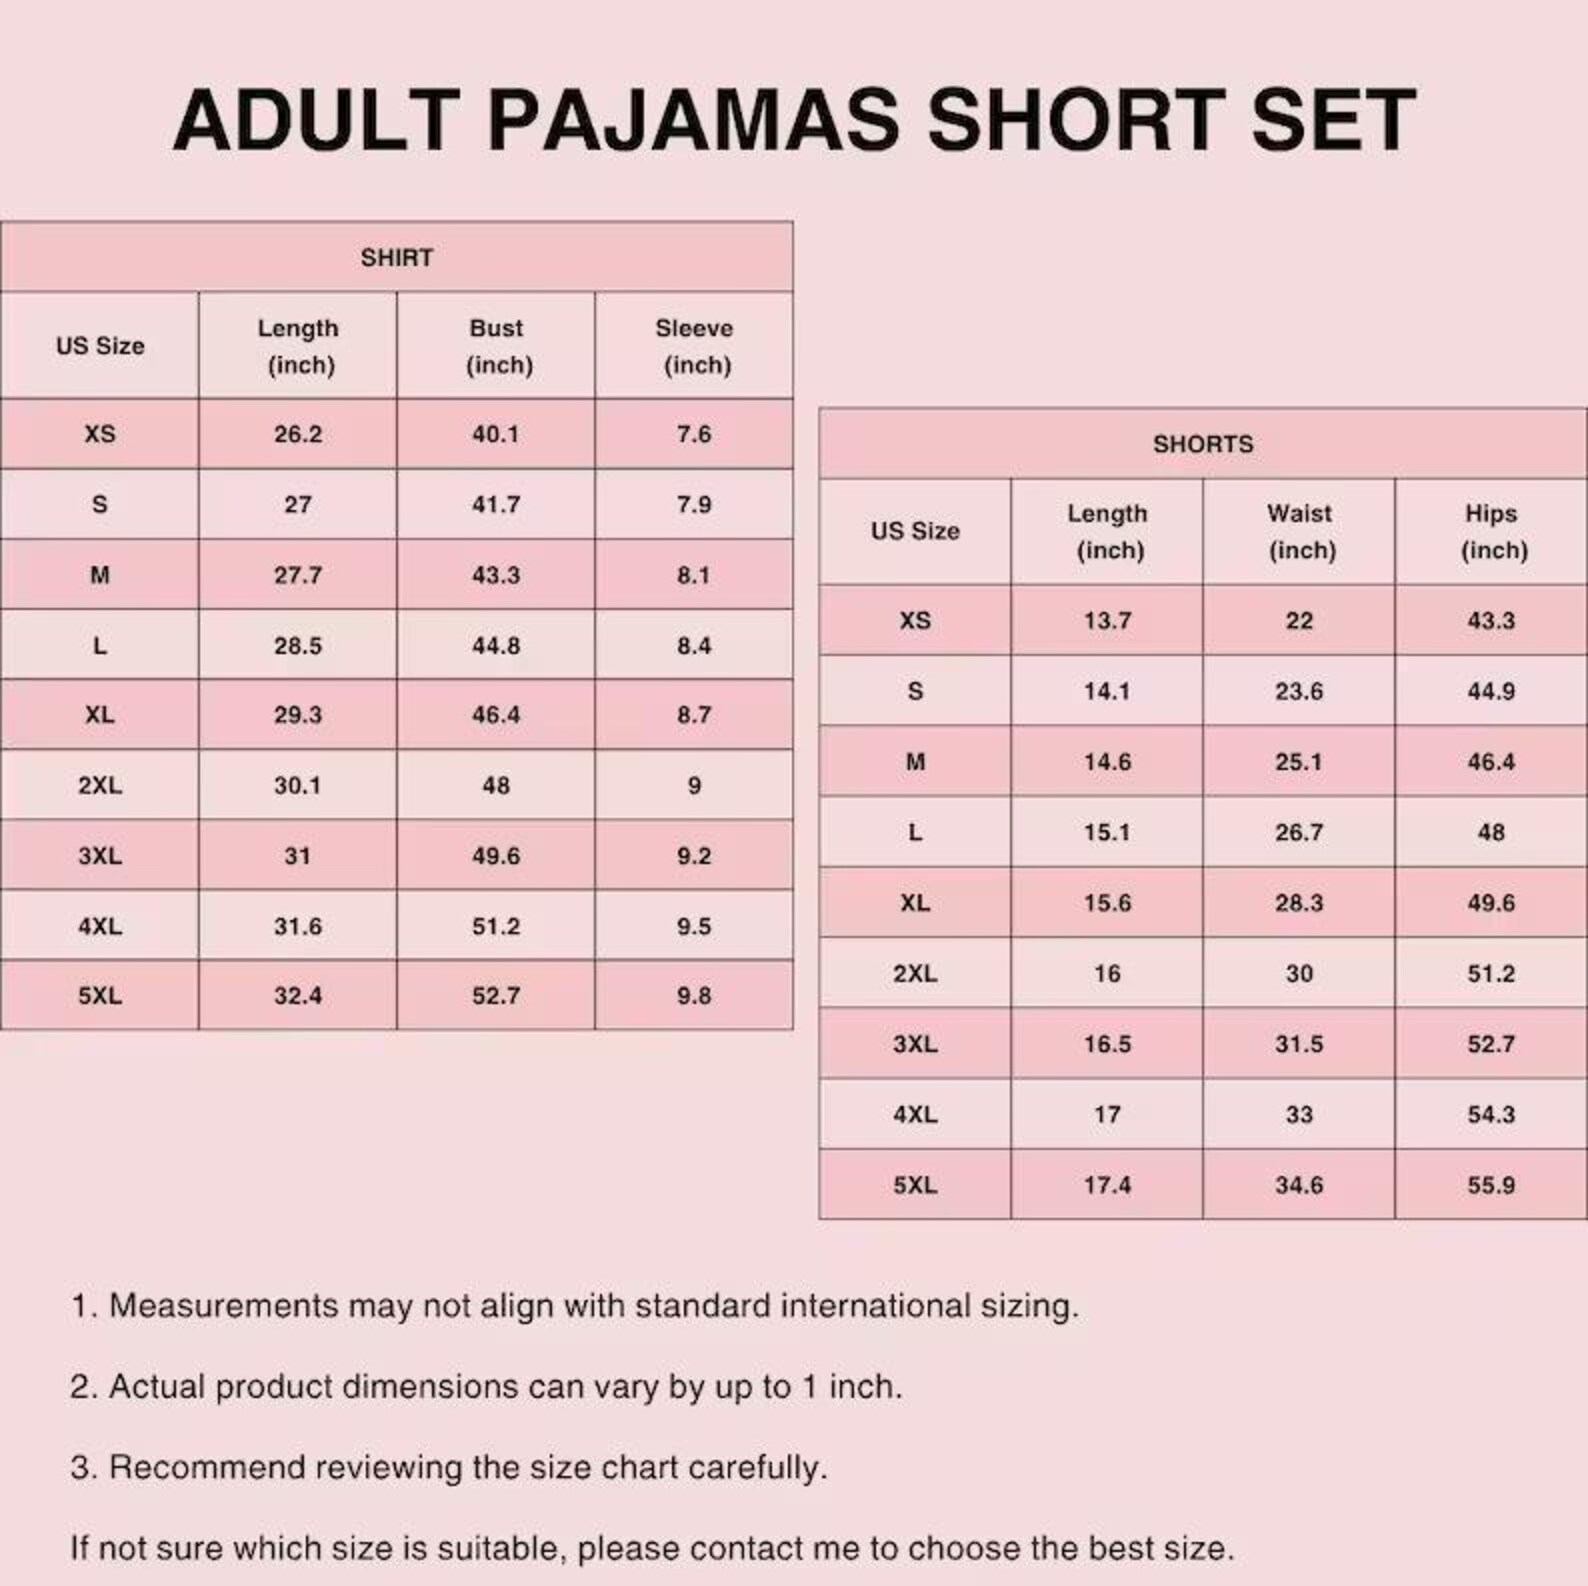 ADULT PAJAMAS SHORT SET
SHIRT
US Size Length (inch) Bust (inch) Sleeve (inch)
XS 26.2 40.1 7.6
S 27 41.7 7.9
M 27.7 43.3 8.1
L 28.5 44.8 8.4
XL 29.3 46.4 8.7
2XL 30.1 48 9
3XL 31 49.6 9.2
4XL 31.6 51.2 9.5
5XL 32.4 52.7 9.8
SHORTS
US Size Length (inch) Waist (inch) Hips (inch)
XS 13.7 22 43.3
S 14.1 23.6 44.9
M 14.6 25.1 46.4
L 15.1 26.7 48
XL 15.6 28.3 49.6
2XL 16 30 51.2
3XL 16.5 31.5 52.7
4XL 17 33 54.3
5XL 17.4 34.6 55.9
1. Measurements may not align with standard international sizing.
2. Actual product dimensions can vary by up to 1 inch.
3. Recommend reviewing the size chart carefully.
If not sure which size is suitable, please contact me to choose the best size.